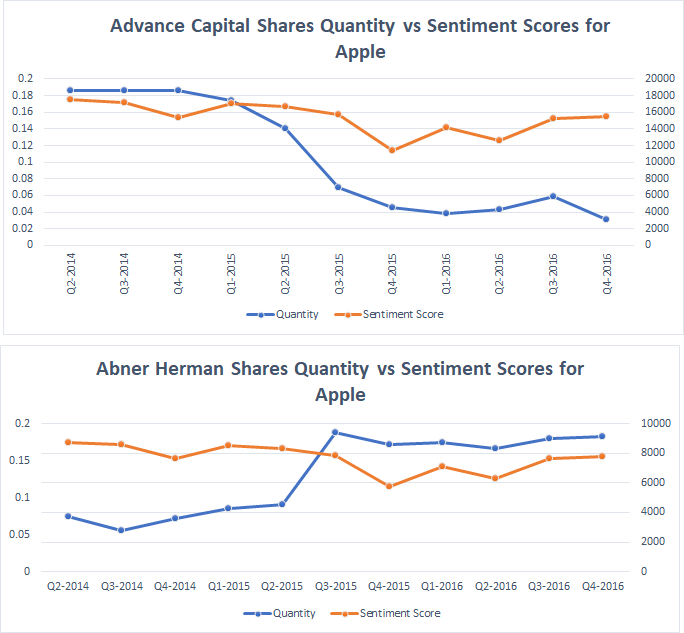 Advance Capital Shares Quantity vs Sentiment Scores for
Apple
0.2
0.18
0.16
0.14
0.12
0.1
0.08
0.06
0.04
0.02
0
20000
18000
16000
14000
12000
10000
8000
6000
4000
2000
0
Q2-2014
Q3-2014
Q4-2014
Q1-2015
Q2-2015
Q3-2015
Q4-2015
Q1-2016
Q2-2016
Q3-2016
Q4-2016
Quantity Sentiment Score
Abner Herman Shares Quantity vs Sentiment Scores for
Apple
0.2
0.15
0.1
0.05
0
10000
8000
6000
4000
2000
0
Q2-2014 Q3-2014 Q4-2014 Q1-2015 Q2-2015 Q3-2015 Q4-2015 Q1-2016 Q2-2016 Q3-2016 Q4-2016
Quantity Sentiment Score